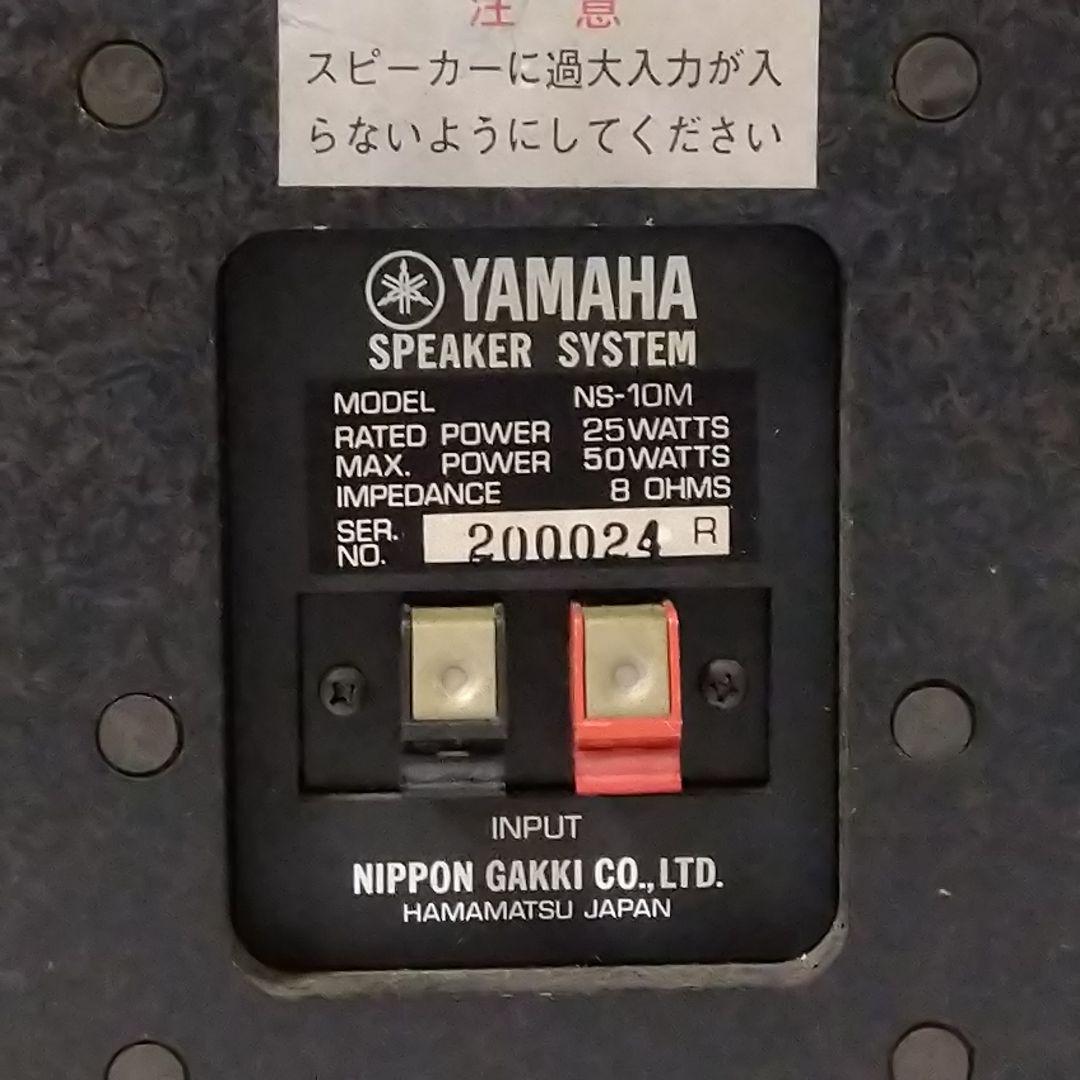 注 意
スピーカーに過大入力が入
らないようにしてください
YAMAHA
SPEAKER SYSTEM
MODEL NS-10M
RATED POWER 25WATTS
MAX. POWER 50WATTS
IMPEDANCE 8 OHMS
SER. NO. 200024 R
INPUT
NIPPON GAKKI CO., LTD.
HAMAMATSU JAPAN